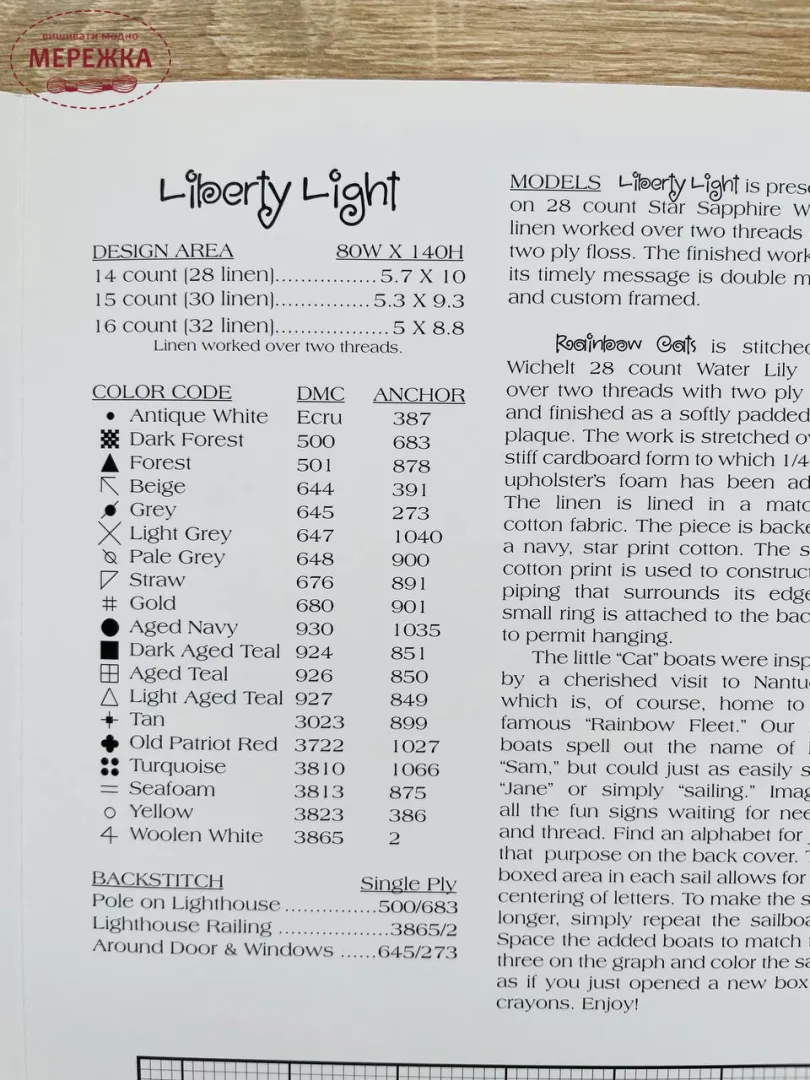 вишивати модно
МЕРЕЖКА
Liberty Light
DESIGN AREA 80W X 140H
14 count (28 linen)................5.7 X 10
15 count (30 linen)...............5.3 X 9.3
16 count (32 linen).................5 X 8.8
Linen worked over two threads.
COLOR CODE DMC ANCHOR
Antique White Ecru 387
Dark Forest 500 683
Forest 501 878
Beige 644 391
Grey 645 273
Light Grey 647 1040
Pale Grey 648 900
Straw 676 891
Gold 680 901
Aged Navy 930 1035
Dark Aged Teal 924 851
Aged Teal 926 850
Light Aged Teal 927 849
Tan 3023 899
Old Patriot Red 3722 1027
Turquoise 3810 1066
Seafoam 3813 875
Yellow 3823 386
Woolen White 3865 2
BACKSTITCH Single Ply
Pole on Lighthouse .............500/683
Lighthouse Railing ................3865/2
Around Door & Windows ......645/273
MODELS Liberty Light is prese
on 28 count Star Sapphire W
linen worked over two threads
two ply floss. The finished work
its timely message is double m
and custom framed.
Rainbow Cats is stitched
Wichelt 28 count Water Lily
over two threads with two ply
and finished as a softly padded
plaque. The work is stretched ov
stiff cardboard form to which 1/4
upholster's foam has been ad
The linen is lined in a matc
cotton fabric. The piece is backe
a navy, star print cotton. The s
cotton print is used to construct
piping that surrounds its edge
small ring is attached to the bac
to permit hanging.
The little "Cat" boats were insp
by a cherished visit to Nantu
which is, of course, home to
famous "Rainbow Fleet." Our
boats spell out the name of
"Sam," but could just as easily s
"Jane" or simply "sailing." Imag
all the fun signs waiting for nee
and thread. Find an alphabet for
that purpose on the back cover. T
boxed area in each sail allows for
centering of letters. To make the s
longer, simply repeat the sailboa
Space the added boats to match t
three on the graph and color the sa
as if you just opened a new box
crayons. Enjoy!